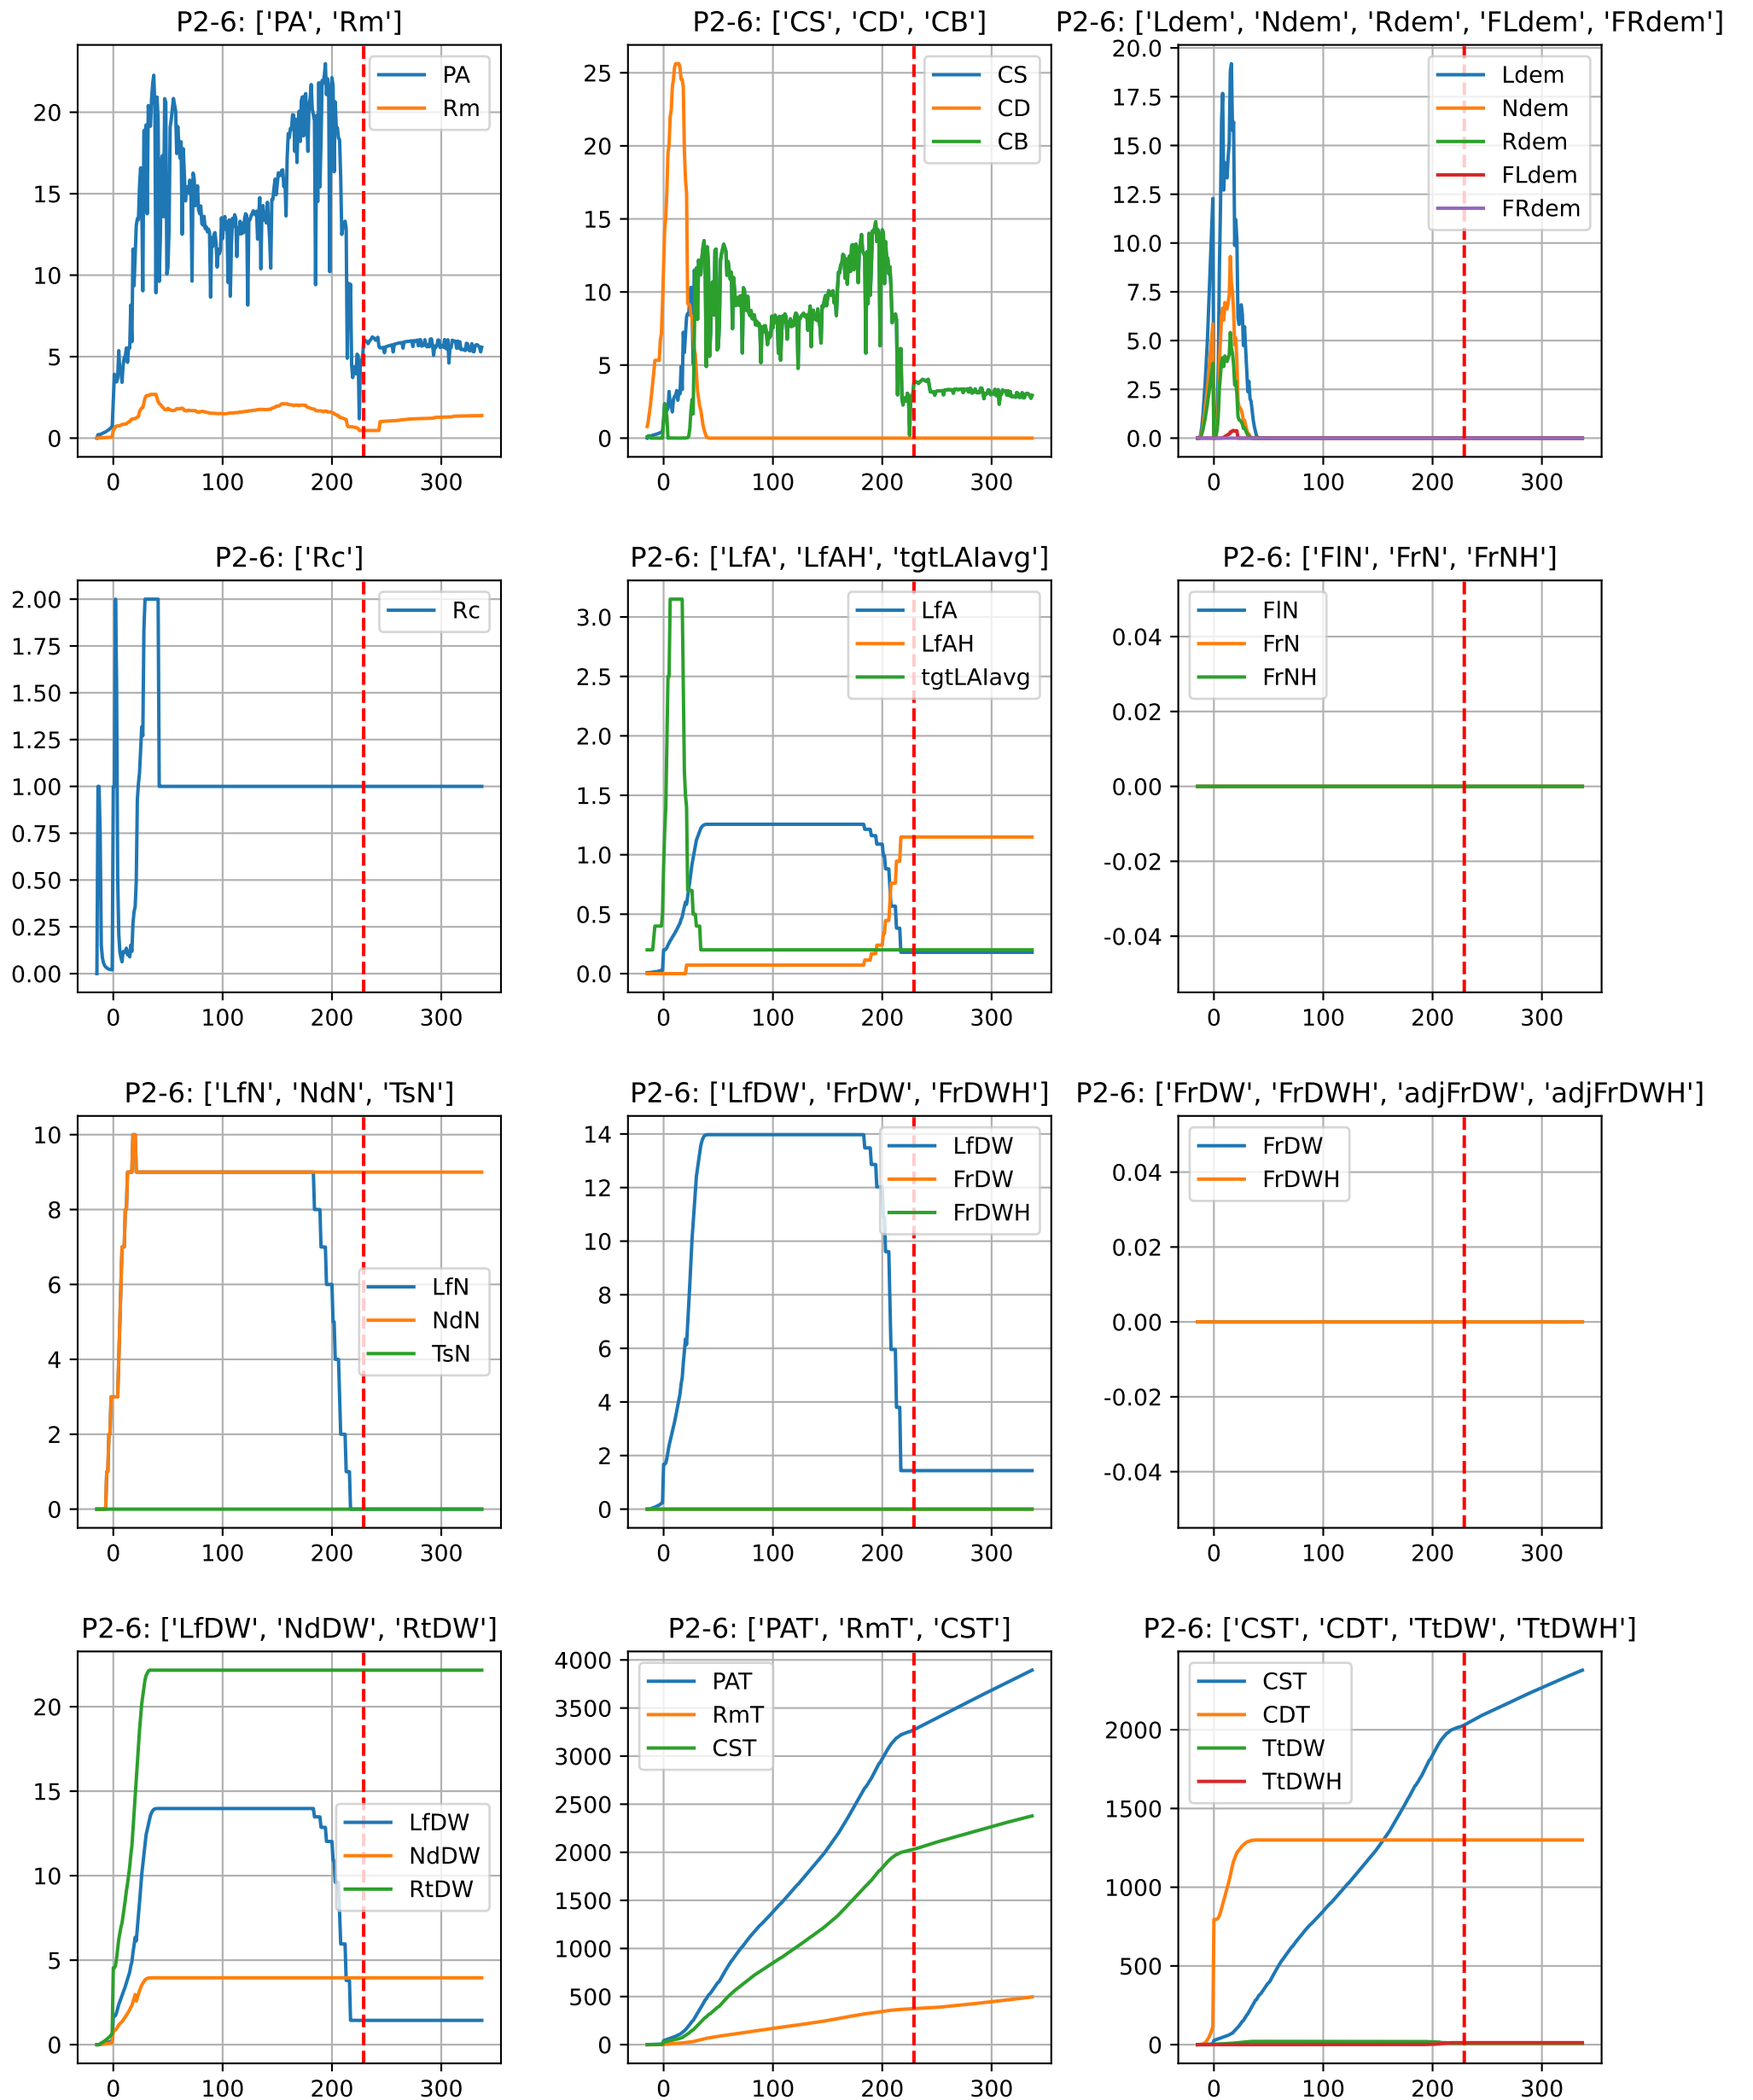 P2-6: ['PA', 'Rm']
PA
Rm
20
15
10
5
0
0 100 200 300
P2-6: ['CS', 'CD', 'CB']
CS
CD
CB
25
20
15
10
5
0
0 100 200 300
P2-6: ['Ldem', 'Ndem', 'Rdem', 'FLdem', 'FRdem']
Ldem
Ndem
Rdem
FLdem
FRdem
20.0
17.5
15.0
12.5
10.0
7.5
5.0
2.5
0.0
0 100 200 300
P2-6: ['Rc']
Rc
2.00
1.75
1.50
1.25
1.00
0.75
0.50
0.25
0.00
0 100 200 300
P2-6: ['LfA', 'LfAH', 'tgtLAIavg']
LfA
LfAH
tgtLAIavg
3.0
2.5
2.0
1.5
1.0
0.5
0.0
0 100 200 300
P2-6: ['FlN', 'FrN', 'FrNH']
FlN
FrN
FrNH
0.04
0.02
0.00
-0.02
-0.04
0 100 200 300
P2-6: ['LfN', 'NdN', 'TsN']
LfN
NdN
TsN
10
8
6
4
2
0
0 100 200 300
P2-6: ['LfDW', 'FrDW', 'FrDWH']
LfDW
FrDW
FrDWH
14
12
10
8
6
4
2
0
0 100 200 300
P2-6: ['FrDW', 'FrDWH', 'adjFrDW', 'adjFrDWH']
FrDW
FrDWH
0.04
0.02
0.00
-0.02
-0.04
0 100 200 300
P2-6: ['LfDW', 'NdDW', 'RtDW']
LfDW
NdDW
RtDW
20
15
10
5
0
0 100 200 300
P2-6: ['PAT', 'RmT', 'CST']
PAT
RmT
CST
4000
3500
3000
2500
2000
1500
1000
500
0
0 100 200 300
P2-6: ['CST', 'CDT', 'TtDW', 'TtDWH']
CST
CDT
TtDW
TtDWH
2000
1500
1000
500
0
0 100 200 300